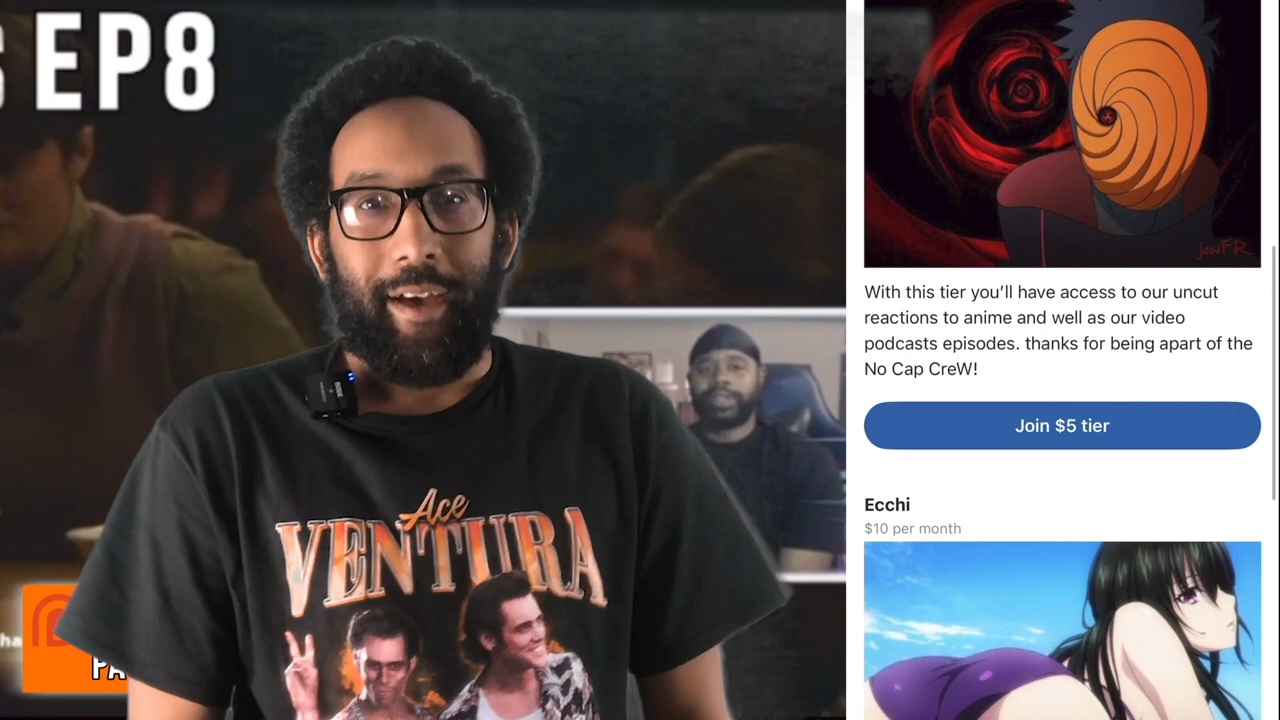 S EP8
Ace
VENTURA
PA
With this tier you'll have access to our uncut
reactions to anime and well as our video
podcasts episodes. thanks for being apart of the
No Cap CreW!
Join $5 tier
Ecchi
$10 per month
jowFR